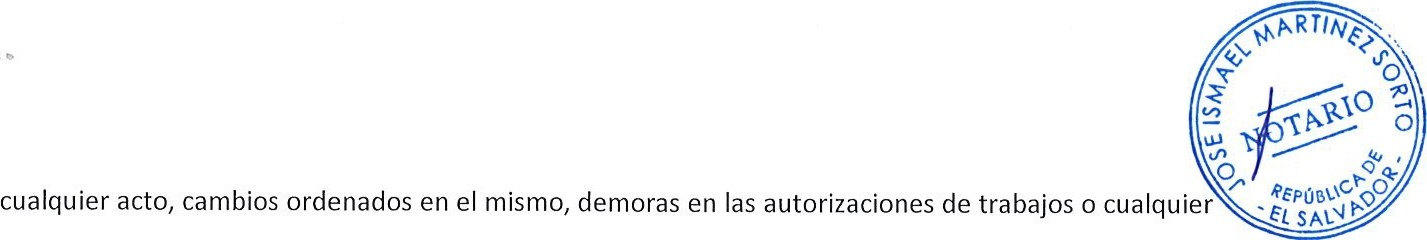 JOSE ISMAEL MARTINEZ SORTO
NOTARIO
REPÚBLICA DE
- EL SALVADOR -
cualquier acto, cambios ordenados en el mismo, demoras en las autorizaciones de trabajos o cualquier